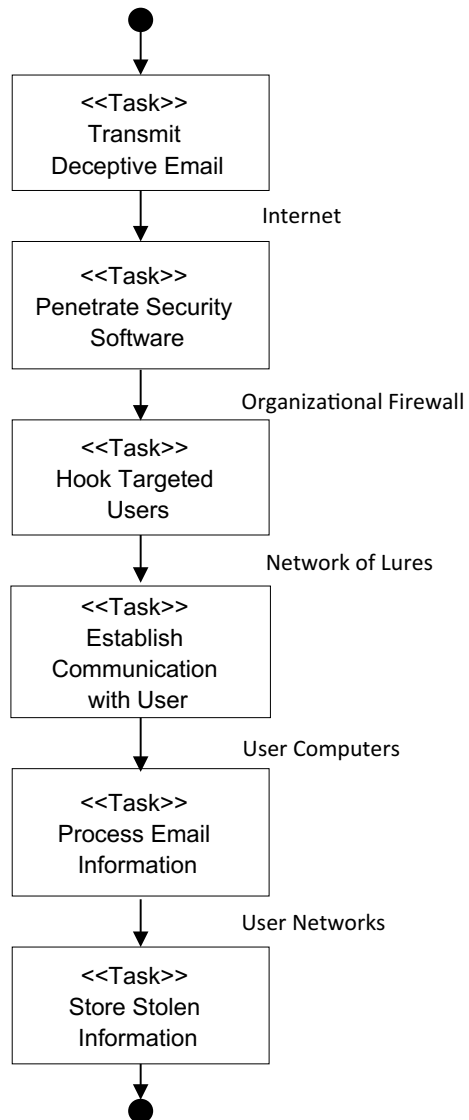 <<Task>>
Transmit
Deceptive Email
Internet
<<Task>>
Penetrate Security
Software
Organizational Firewall
<<Task>>
Hook Targeted
Users
Network of Lures
<<Task>>
Establish
Communication
with User
User Computers
<<Task>>
Process Email
Information
User Networks
<<Task>>
Store Stolen
Information